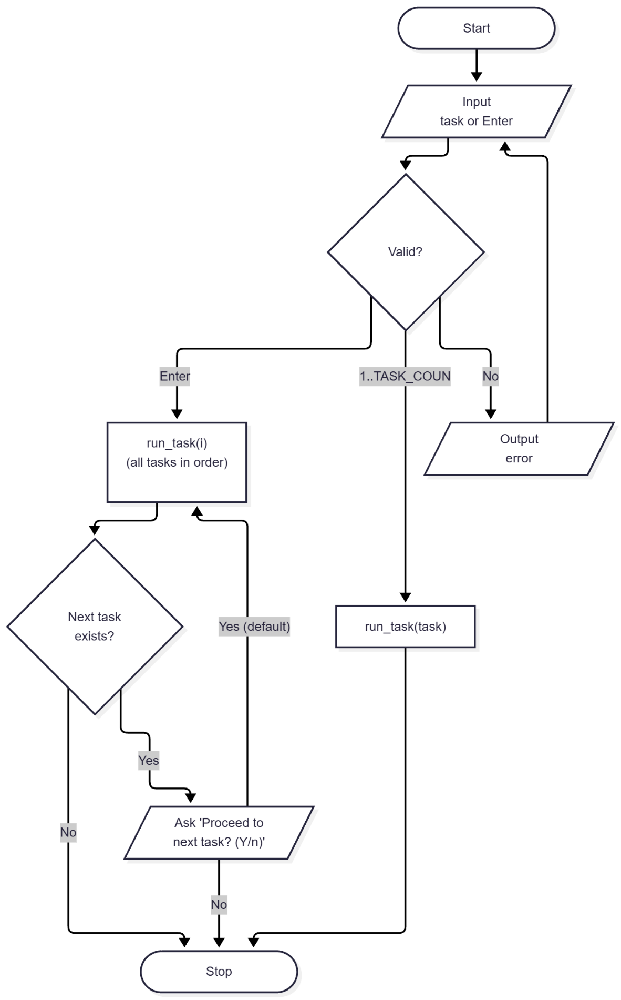 Start
Input
task or Enter
Valid?
Enter
1..TASK_COUN
No
run_task(i)
(all tasks in order)
Output
error
Next task
exists?
Yes (default)
run_task(task)
Yes
Ask 'Proceed to
next task? (Y/n)'
No
No
Stop